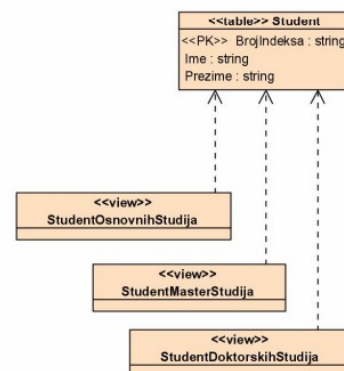 <<table>> Student
<<PK>> BrojIndeksa : string
Ime : string
Prezime : string
<<view>>
StudentOsnovnihStudija
<<view>>
StudentMasterStudija
<<view>>
StudentDoktorskihStudija